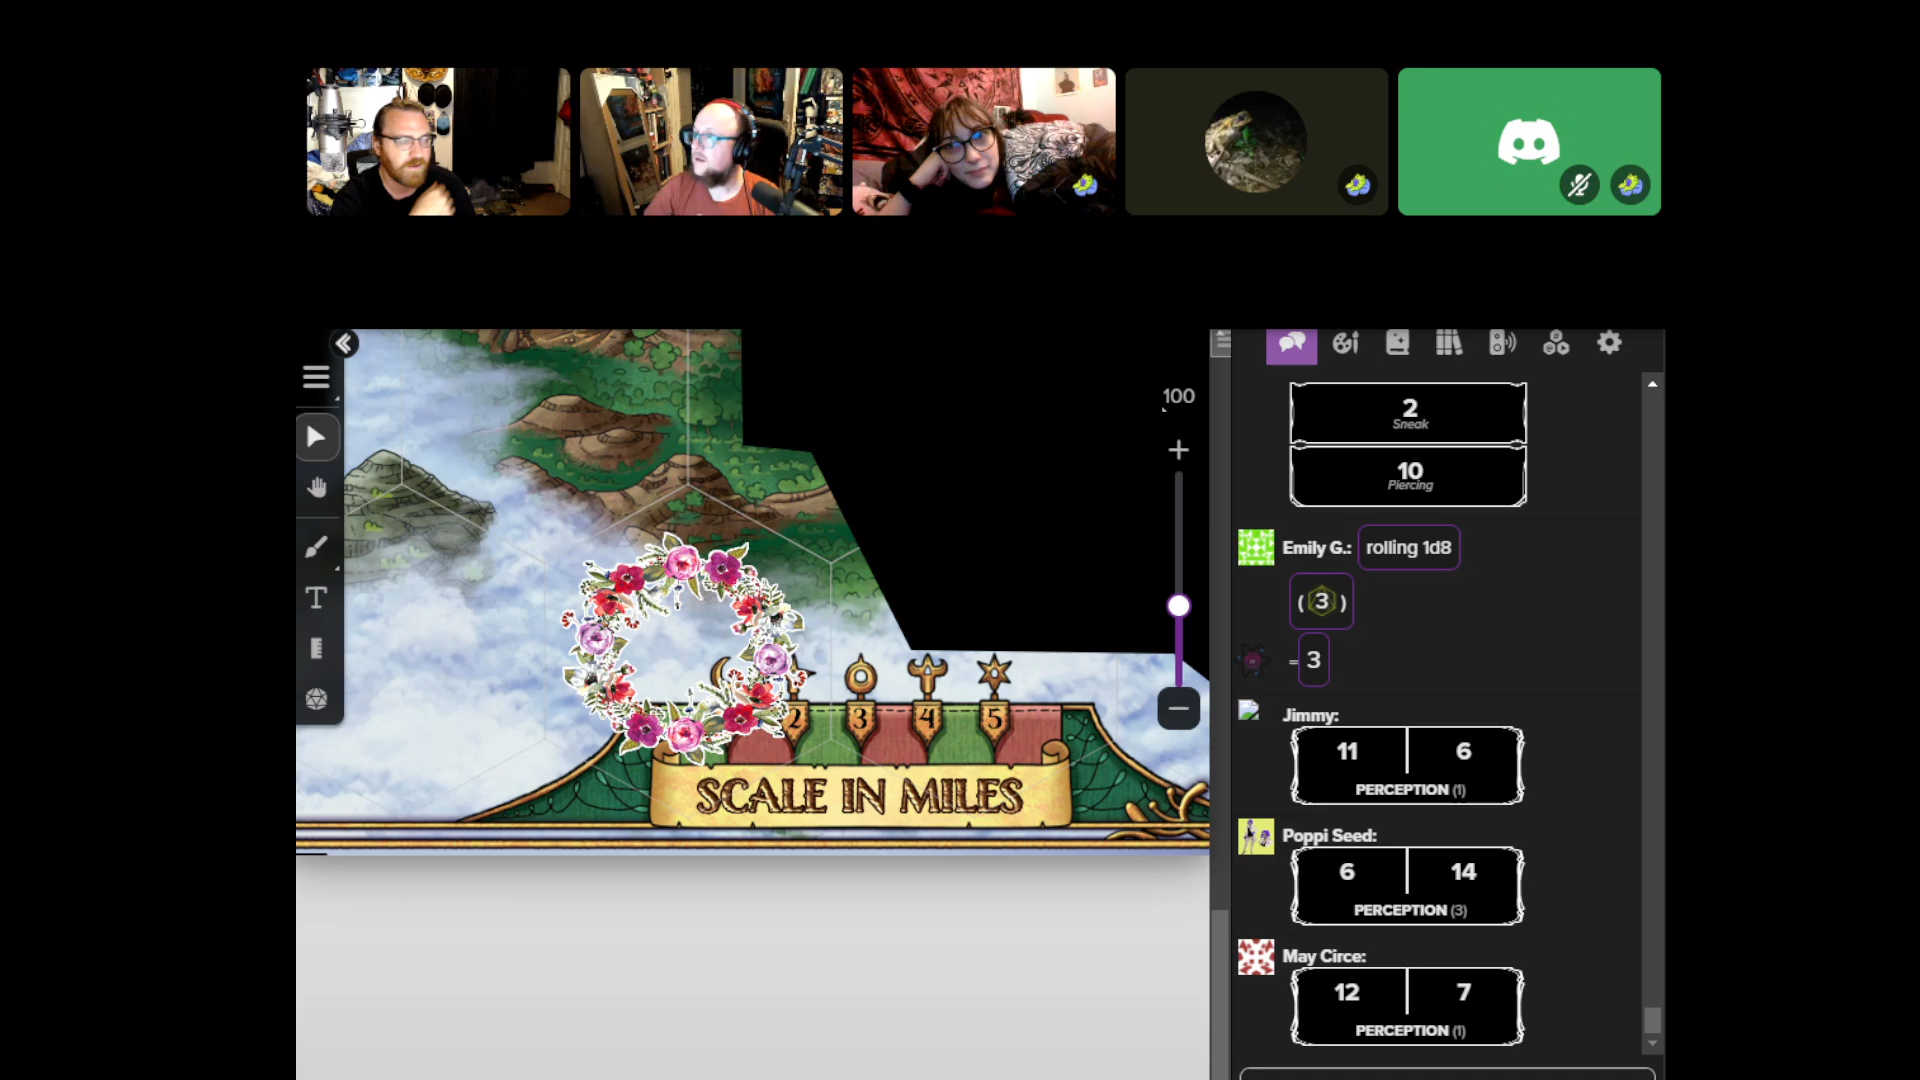 100
2
3
4
5
SCALE IN MILES
2
Sneak
10
Piercing
Emily G.: rolling 1d8
(3)
= 3
Jimmy:
11 6
PERCEPTION (1)
Poppi Seed:
6 14
PERCEPTION (3)
May Circe:
12 7
PERCEPTION (1)